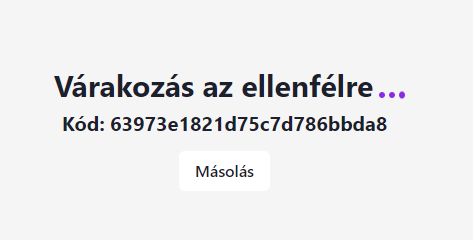 Várakozás az ellenfélre...
Kód: 63973e1821d75c7d786bbda8
Másolás